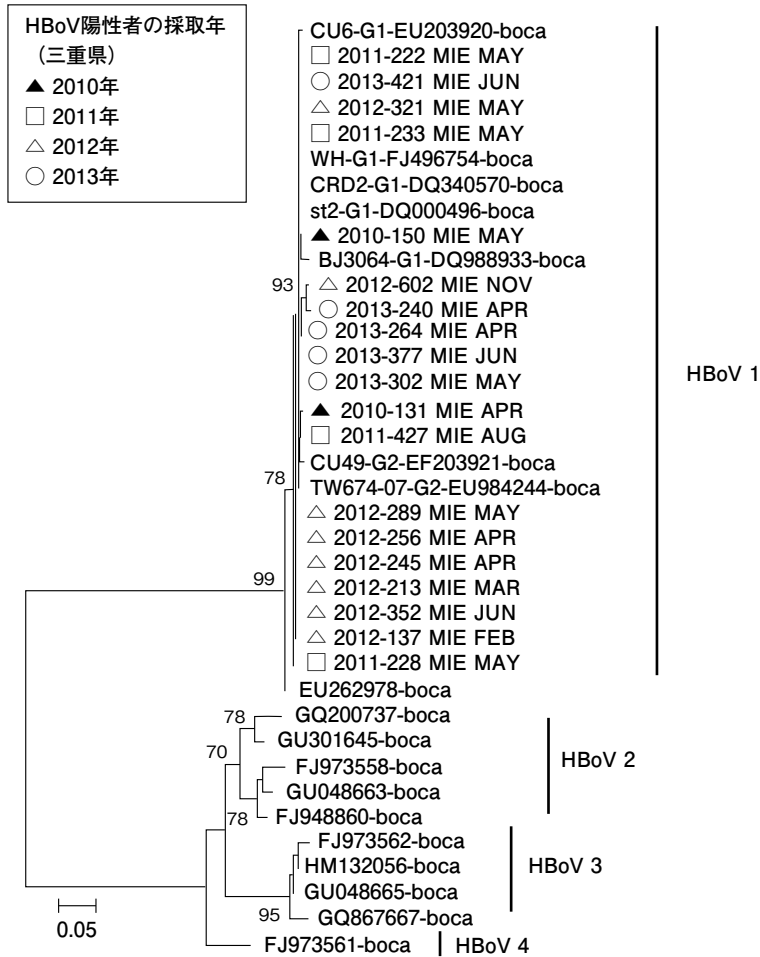 HBoV陽性者の採取年
（三重県）
▲ 2010年
□ 2011年
△ 2012年
○ 2013年
CU6-G1-EU203920-boca
□ 2011-222 MIE MAY
○ 2013-421 MIE JUN
△ 2012-321 MIE MAY
□ 2011-233 MIE MAY
WH-G1-FJ496754-boca
CRD2-G1-DQ340570-boca
st2-G1-DQ000496-boca
▲ 2010-150 MIE MAY
BJ3064-G1-DQ988933-boca
93
△ 2012-602 MIE NOV
○ 2013-240 MIE APR
○ 2013-264 MIE APR
○ 2013-377 MIE JUN
○ 2013-302 MIE MAY
HBoV 1
▲ 2010-131 MIE APR
□ 2011-427 MIE AUG
CU49-G2-EF203921-boca
78
TW674-07-G2-EU984244-boca
△ 2012-289 MIE MAY
△ 2012-256 MIE APR
△ 2012-245 MIE APR
99
△ 2012-213 MIE MAR
△ 2012-352 MIE JUN
△ 2012-137 MIE FEB
□ 2011-228 MIE MAY
EU262978-boca
78
GQ200737-boca
GU301645-boca
70
FJ973558-boca
HBoV 2
GU048663-boca
78
FJ948860-boca
FJ973562-boca
HM132056-boca
HBoV 3
GU048665-boca
95
GQ867667-boca
0.05
FJ973561-boca
HBoV 4